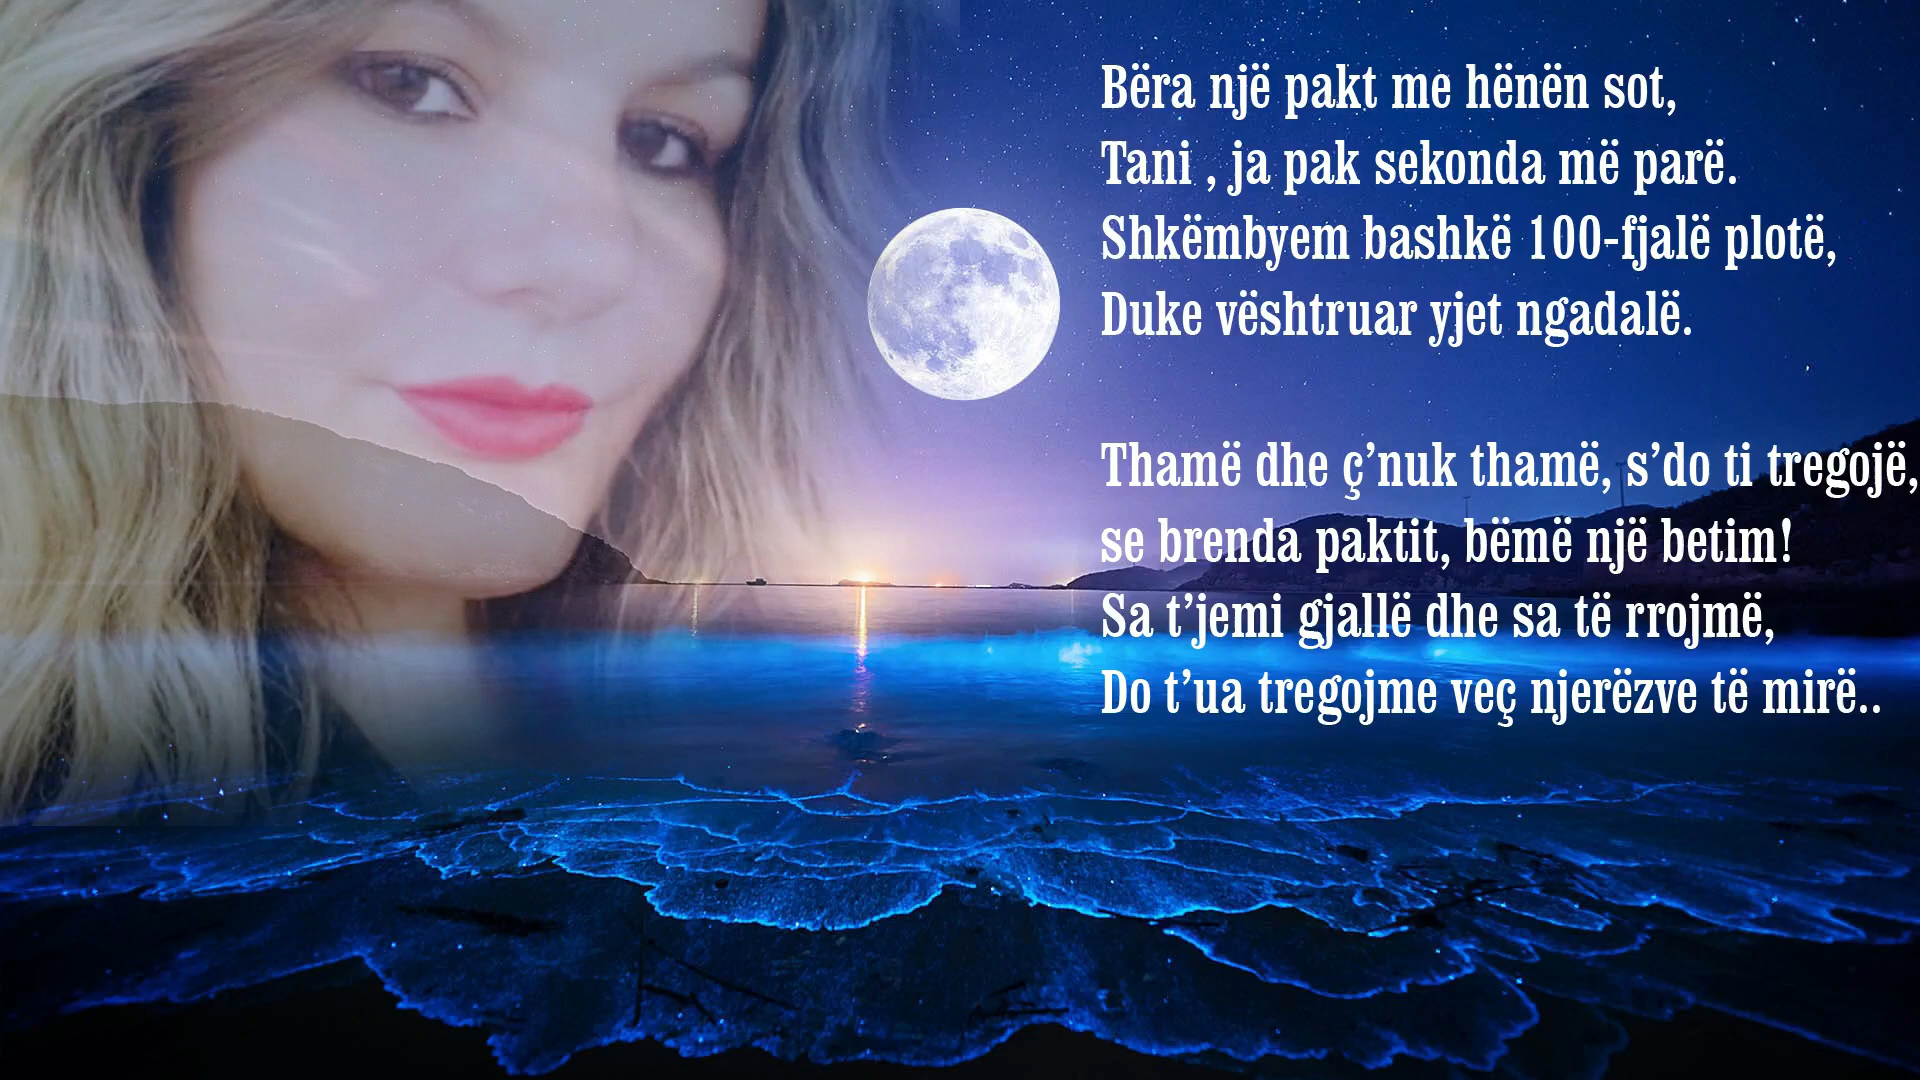 Bëra një pakt me hënën sot,
Tani , ja pak sekonda më parë.
Shkëmbyem bashkë 100-fjalë plotë,
Duke vështruar yjet ngadalë.
Thamë dhe ç’nuk thamë, s’do ti tregojë,
se brenda paktit, bëmë një betim!
Sa t’jemi gjallë dhe sa të rrojmë,
Do t’ua tregojme veç njerëzve të mirë..